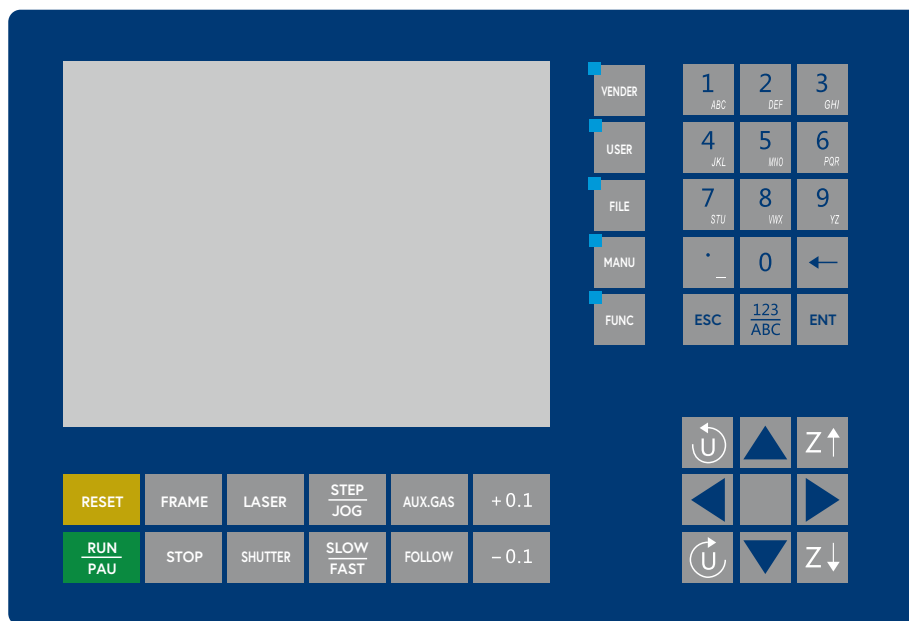 VENDER
1 ABC
2 DEF
3 GHI
USER
4 JKL
5 MNO
6 PQR
FILE
7 STU
8 VWX
9 YZ
MANU
. _
0
←
FUNC
ESC
123
ABC
ENT
U
Z↑
RESET
FRAME
LASER
STEP
JOG
AUX.GAS
+0.1
RUN
PAU
STOP
SHUTTER
SLOW
FAST
FOLLOW
−0.1
U
Z↓